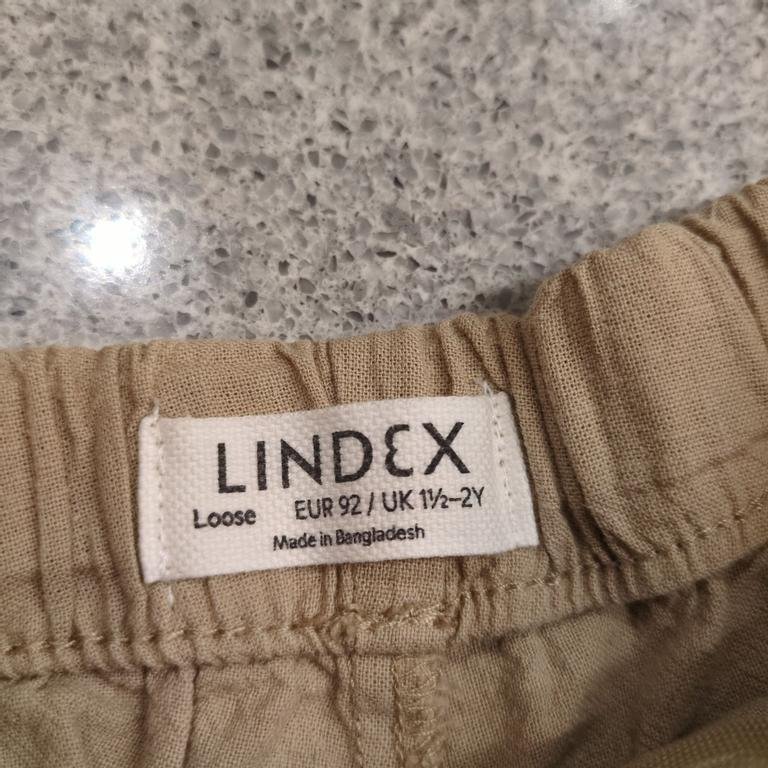 LINDEX
Loose EUR 92 / UK 1½–2Y
Made in Bangladesh